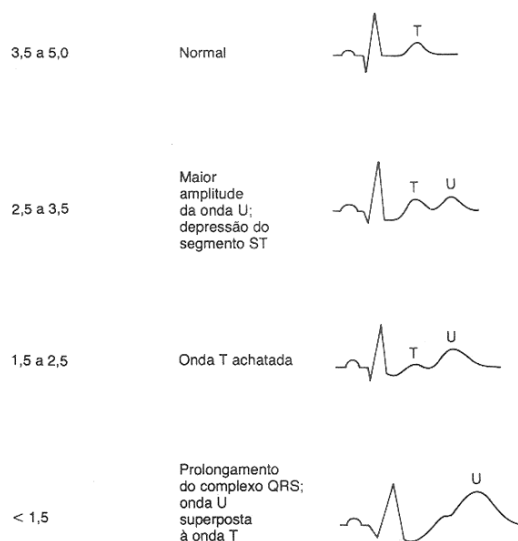 3,5 a 5,0
Normal
T
2,5 a 3,5
Maior
amplitude
da onda U;
depressão do
segmento ST
T
U
1,5 a 2,5
Onda T achatada
T
U
< 1,5
Prolongamento
do complexo QRS;
onda U
superposta
à onda T
U